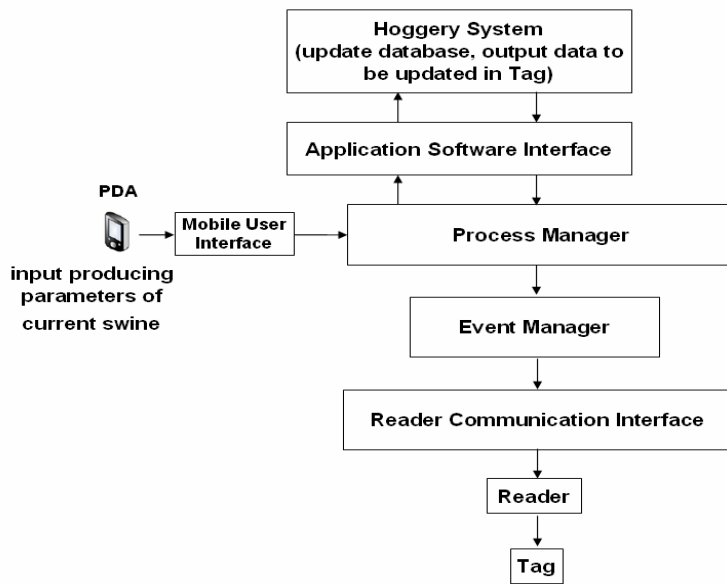 Hoggery System
(update database, output data to
be updated in Tag)
Application Software Interface
PDA
Mobile User
Interface
Process Manager
input producing
parameters of
current swine
Event Manager
Reader Communication Interface
Reader
Tag